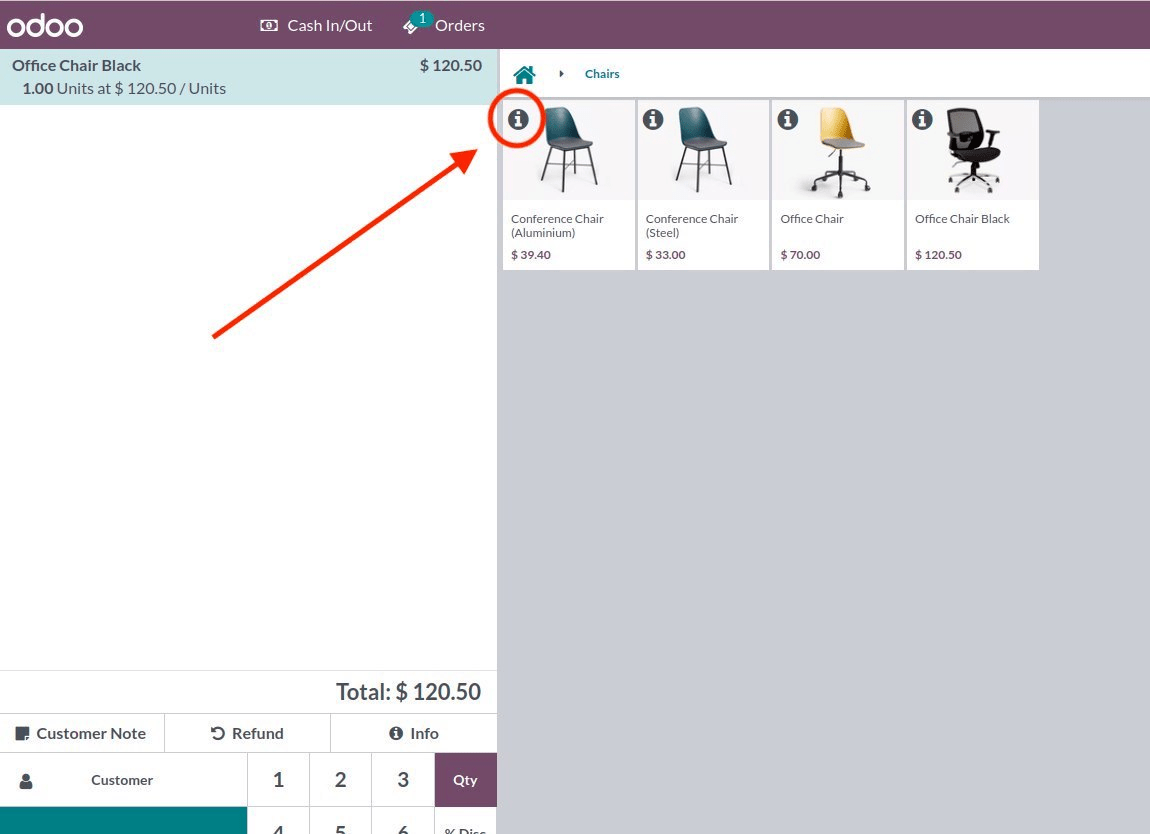 odoo
Cash In/Out
1
Orders
Office Chair Black
$ 120.50
1.00 Units at $ 120.50 / Units
Chairs
Conference Chair
(Aluminium)
$ 39.40
Conference Chair
(Steel)
$ 33.00
Office Chair
$ 70.00
Office Chair Black
$ 120.50
Total: $ 120.50
Customer Note
Refund
Info
Customer
1
2
3
Qty
4
5
6
% Disc